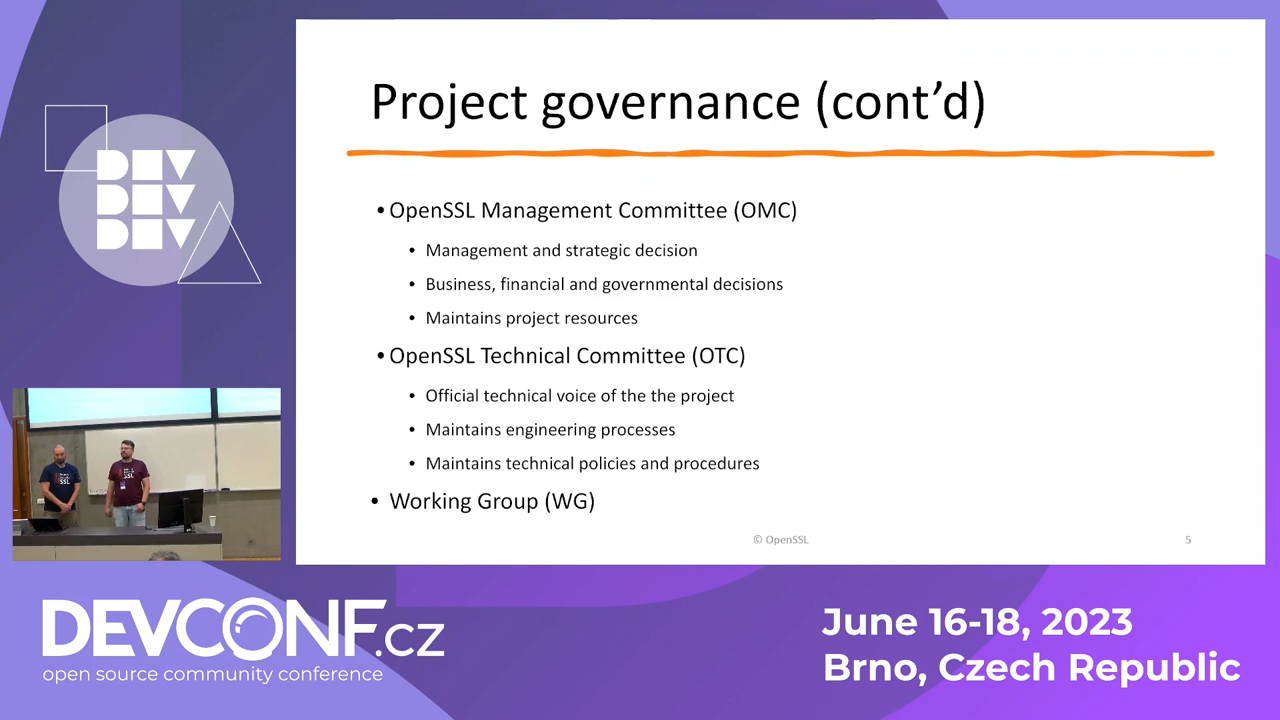 Project governance (cont’d)
• OpenSSL Management Committee (OMC)
• Management and strategic decision
• Business, financial and governmental decisions
• Maintains project resources
• OpenSSL Technical Committee (OTC)
• Official technical voice of the the project
• Maintains engineering processes
• Maintains technical policies and procedures
• Working Group (WG)
© OpenSSL
5
DEV
DEV
DEV
SSL
SSL
DEVCONF.cz
open source community conference
June 16-18, 2023
Brno, Czech Republic